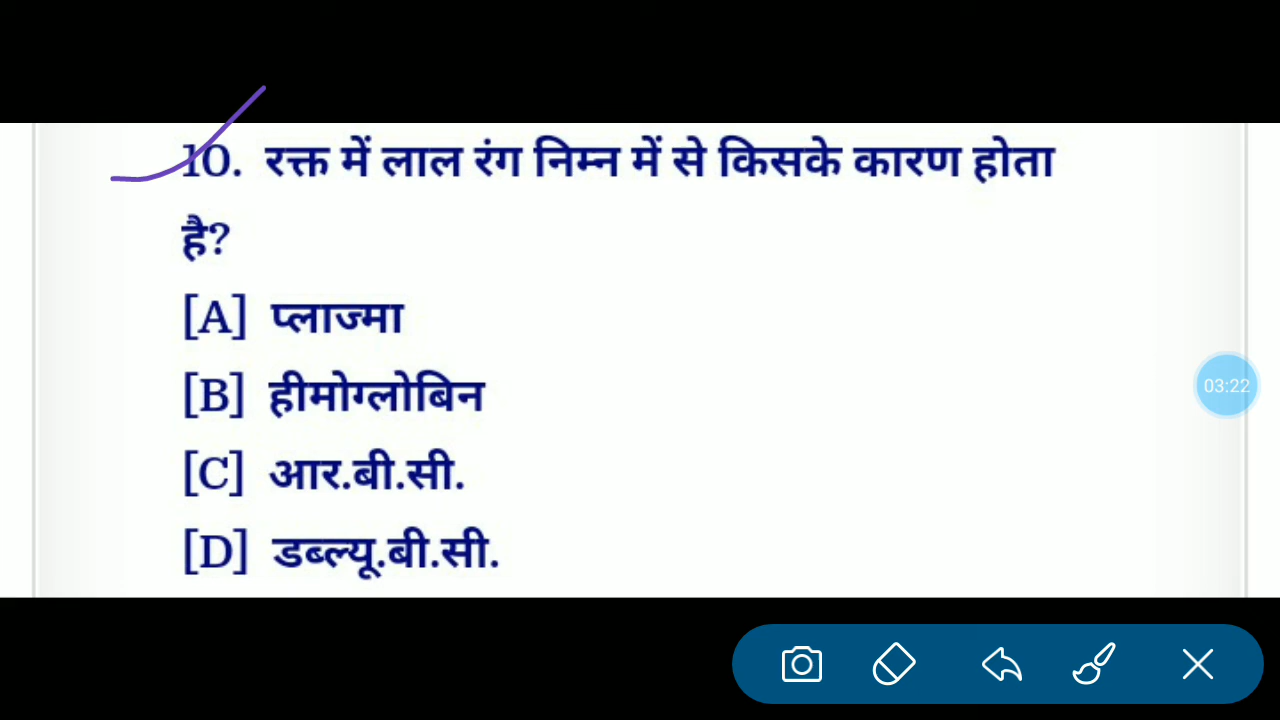 10. रक्त में लाल रंग निम्न में से किसके कारण होता
है?
[A] प्लाज्मा
[B] हीमोग्लोबिन
[C] आर.बी.सी.
[D] डब्ल्यू.बी.सी.
03:22